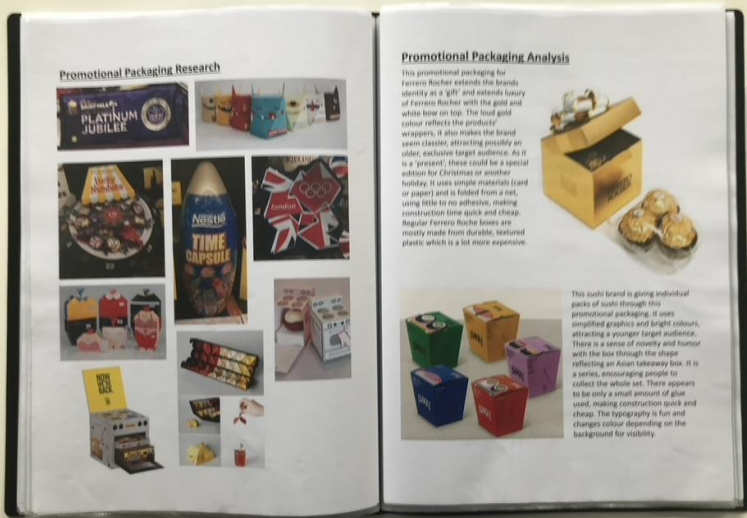 Promotional Packaging Research
PLATINUM
JUBILEE
Nestle
TIME
CAPSULE
london
NOW
WE'RE
BACK.
Promotional Packaging Analysis
This promotional packaging for
Ferrero Rocher extends the brands
identity as a 'gift' and extends luxury
of Ferrero Rocher with the gold and
white bow on top. The loud gold
colour reflects the products'
wrappers, it also makes the brand
seem classier, attracting possibly an
older, exclusive target audience. As it
is a 'present', these could be a special
edition for Christmas or another
holiday. It uses simple materials (card
or paper) and is folded from a net,
using little to no adhesive, making
construction time quick and cheap.
Regular Ferrero Roche boxes are
mostly made from durable, textured
plastic which is a lot more expensive.
This sushi brand is giving individual
packs of sushi through this
promotional packaging. It uses
simplified graphics and bright colours,
attracting a younger target audience.
There is a sense of novelty and humor
with the box through the shape
reflecting an Asian takeaway box. It is
a series, encouraging people to
collect the whole set. There appears
to be only a small amount of glue
used, making construction quick and
cheap. The typography is fun and
changes colour depending on the
background for visibility.